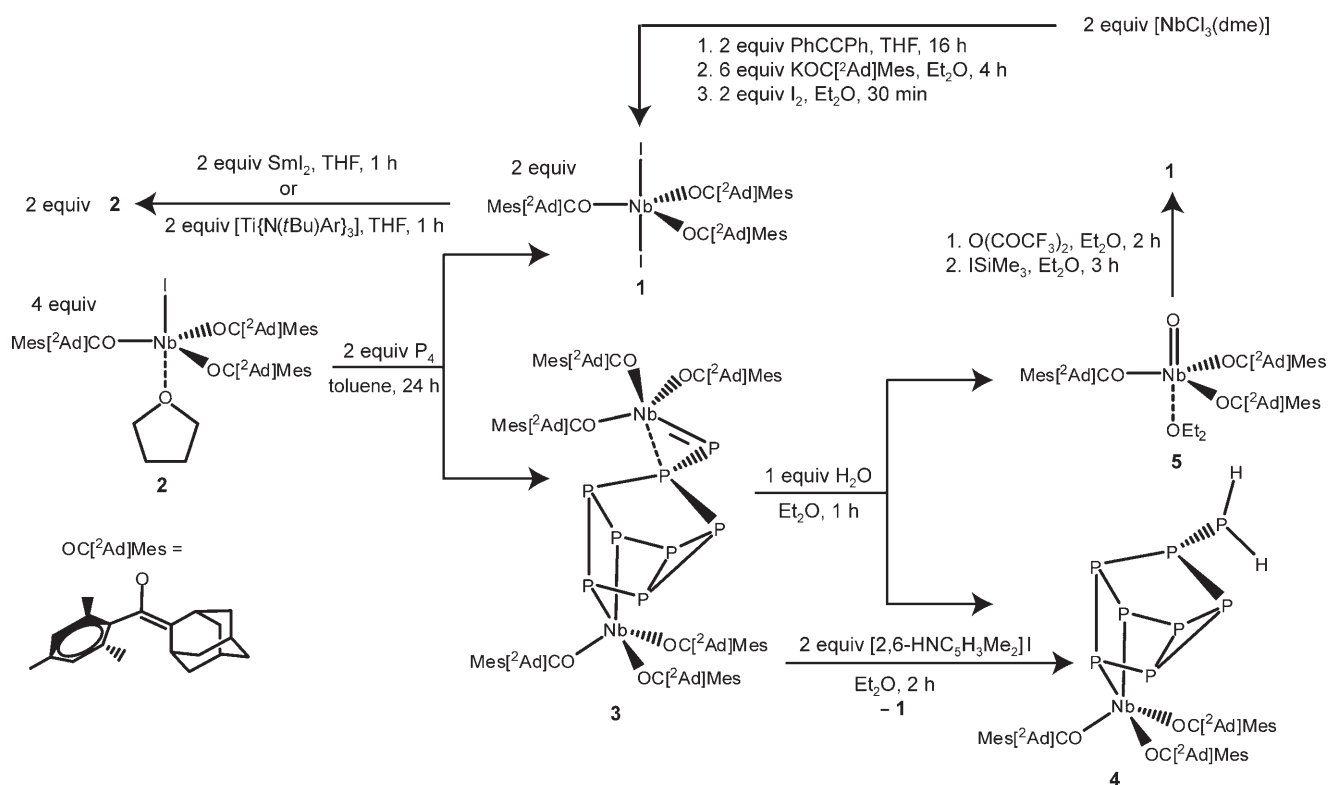 2 equiv [NbCl₃(dme)]
1. 2 equiv PhCCPh, THF, 16 h
2. 6 equiv KOC[²Ad]Mes, Et₂O, 4 h
3. 2 equiv I₂, Et₂O, 30 min
2 equiv 2
2 equiv SmI₂, THF, 1 h
or
2 equiv [Ti{N(tBu)Ar}₃], THF, 1 h
2 equiv
I
Mes[²Ad]CO
Nb
OC[²Ad]Mes
OC[²Ad]Mes
I
1
1
1. O(COCF₃)₂, Et₂O, 2 h
2. ISiMe₃, Et₂O, 3 h
4 equiv
I
Mes[²Ad]CO
Nb
OC[²Ad]Mes
OC[²Ad]Mes
O
2
2 equiv P₄
toluene, 24 h
Mes[²Ad]CO
OC[²Ad]Mes
Mes[²Ad]CO
Nb
P
P
P
P
P
P
P
P
Nb
OC[²Ad]Mes
Mes[²Ad]CO
OC[²Ad]Mes
3
1 equiv H₂O
Et₂O, 1 h
O
Mes[²Ad]CO
Nb
OC[²Ad]Mes
OC[²Ad]Mes
OEt₂
5
2 equiv [2,6-HNC₅H₃Me₂]I
Et₂O, 2 h
– 1
H
P
H
P
P
P
P
P
P
P
Nb
OC[²Ad]Mes
Mes[²Ad]CO
OC[²Ad]Mes
4
OC[²Ad]Mes =
O